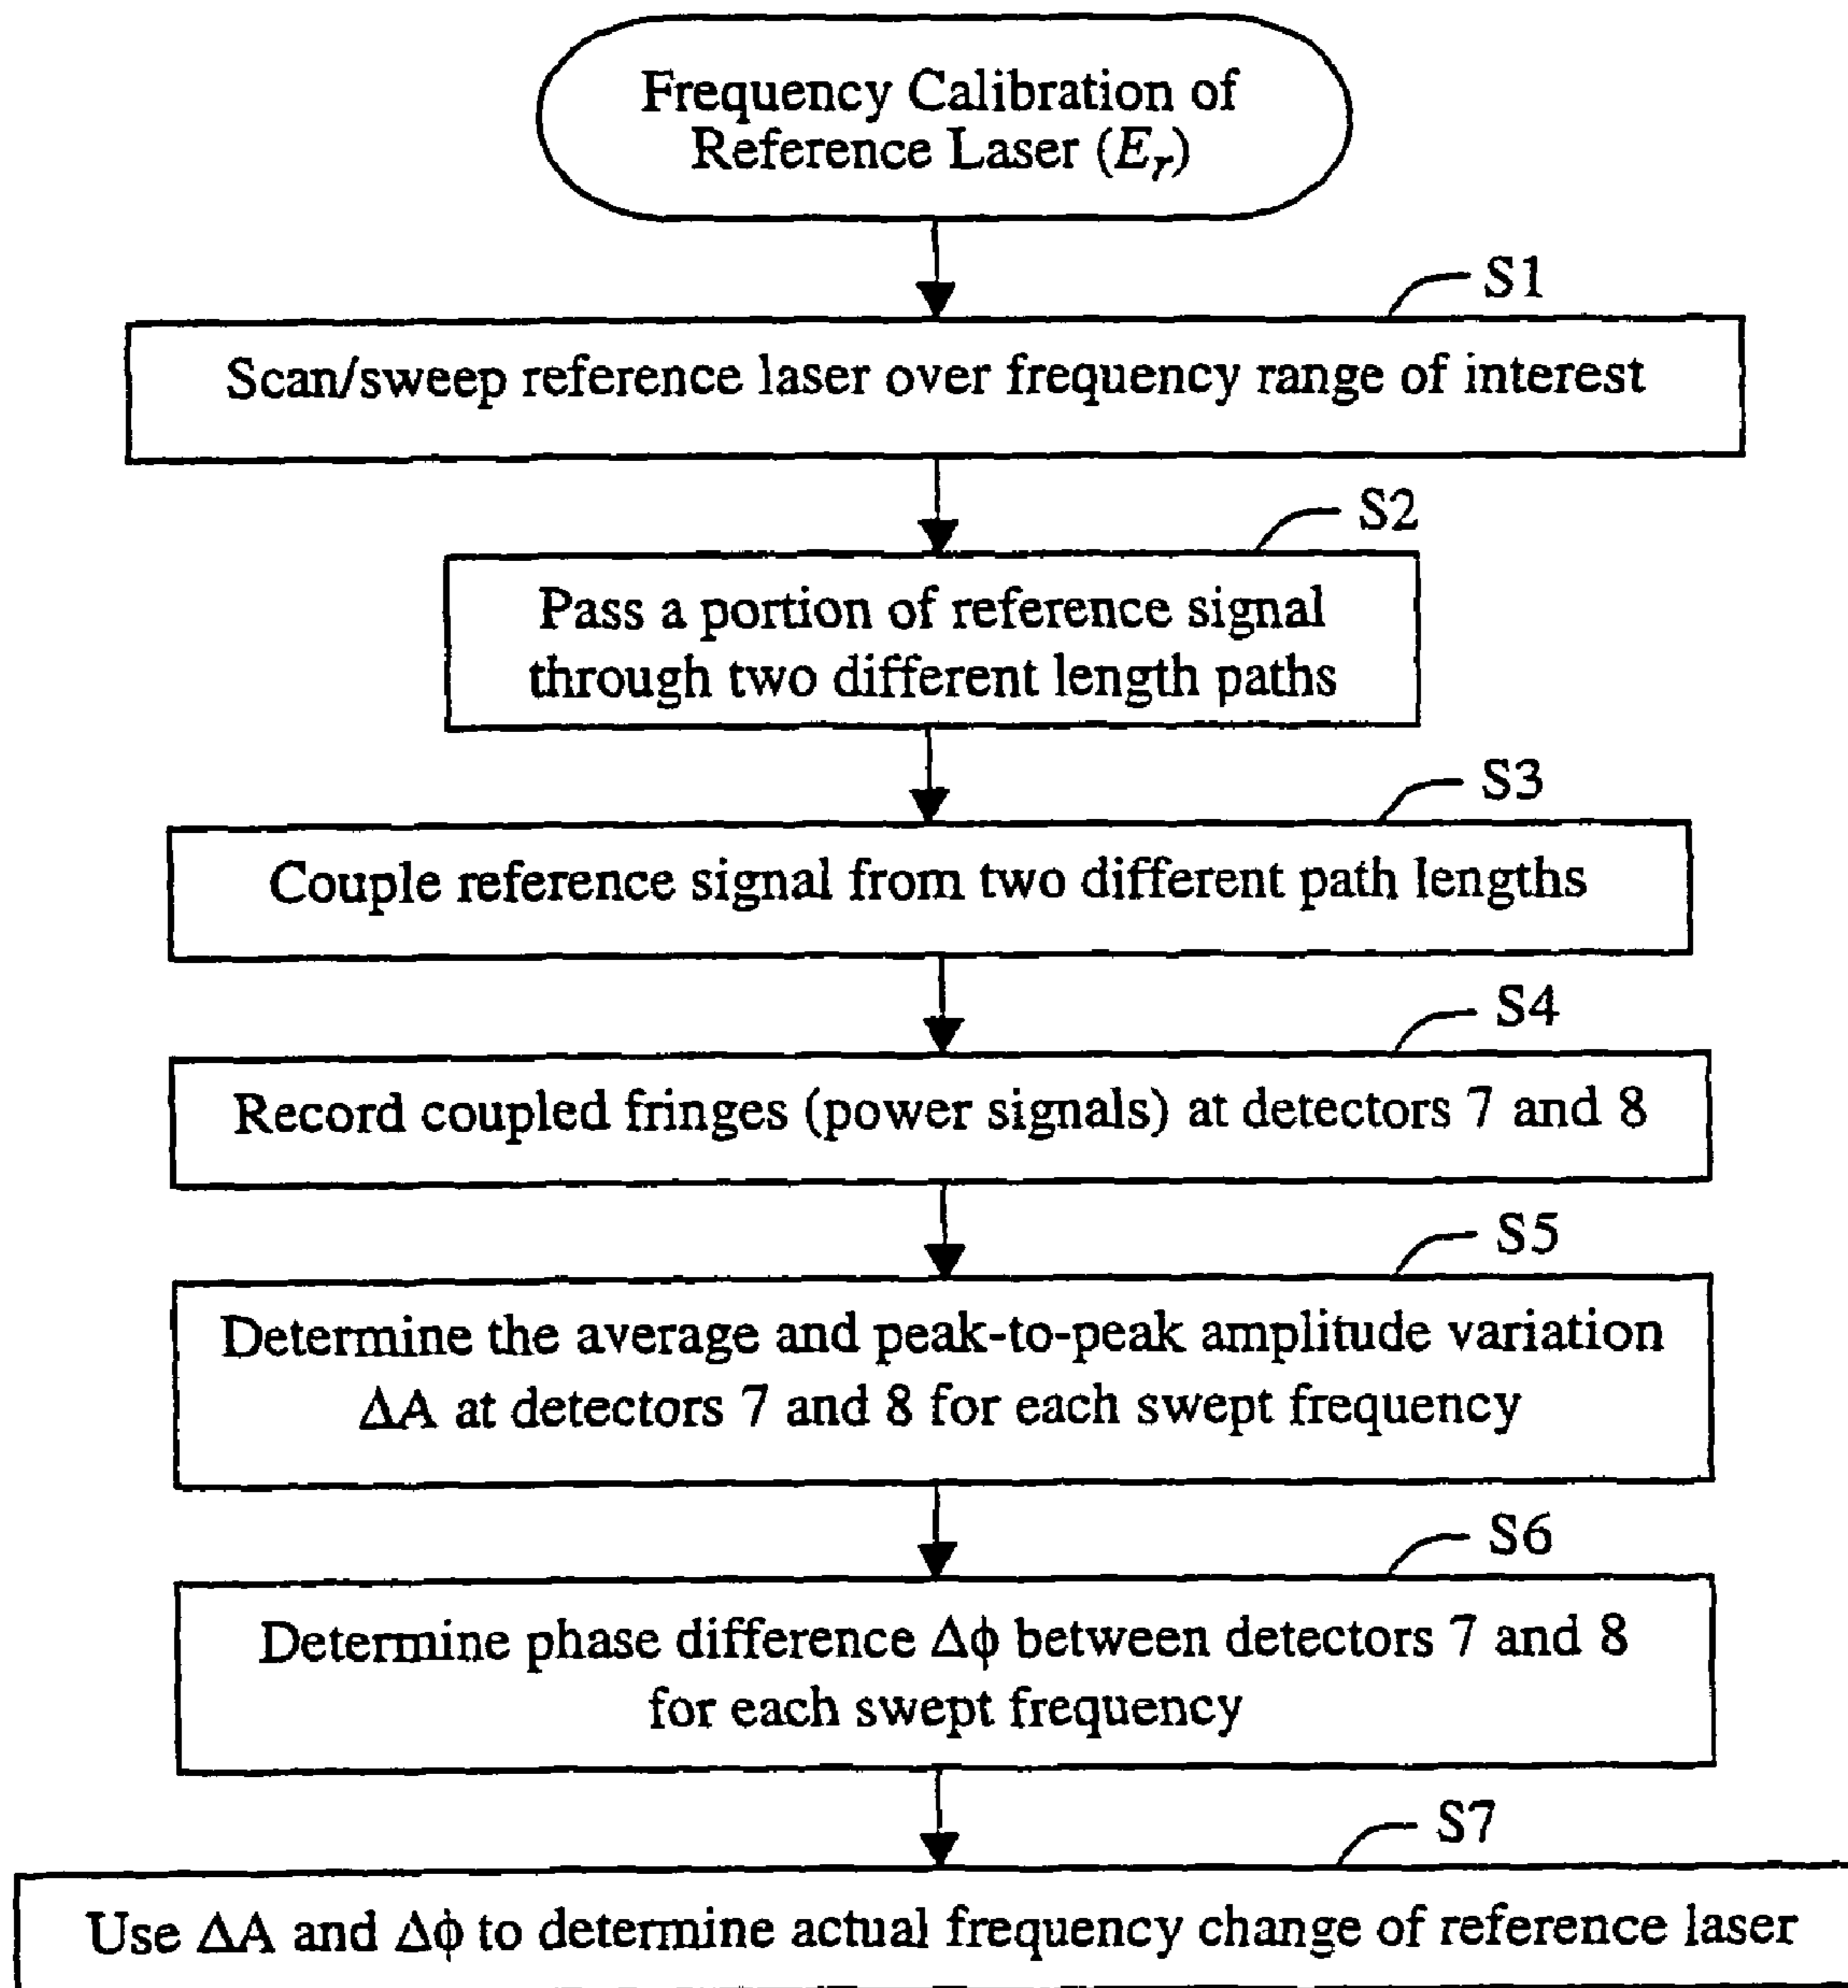 Frequency Calibration of
Reference Laser (Er)
S1
Scan/sweep reference laser over frequency range of interest
S2
Pass a portion of reference signal
through two different length paths
S3
Couple reference signal from two different path lengths
S4
Record coupled fringes (power signals) at detectors 7 and 8
S5
Determine the average and peak-to-peak amplitude variation
ΔA at detectors 7 and 8 for each swept frequency
S6
Determine phase difference Δϕ between detectors 7 and 8
for each swept frequency
S7
Use ΔA and Δϕ to determine actual frequency change of reference laser